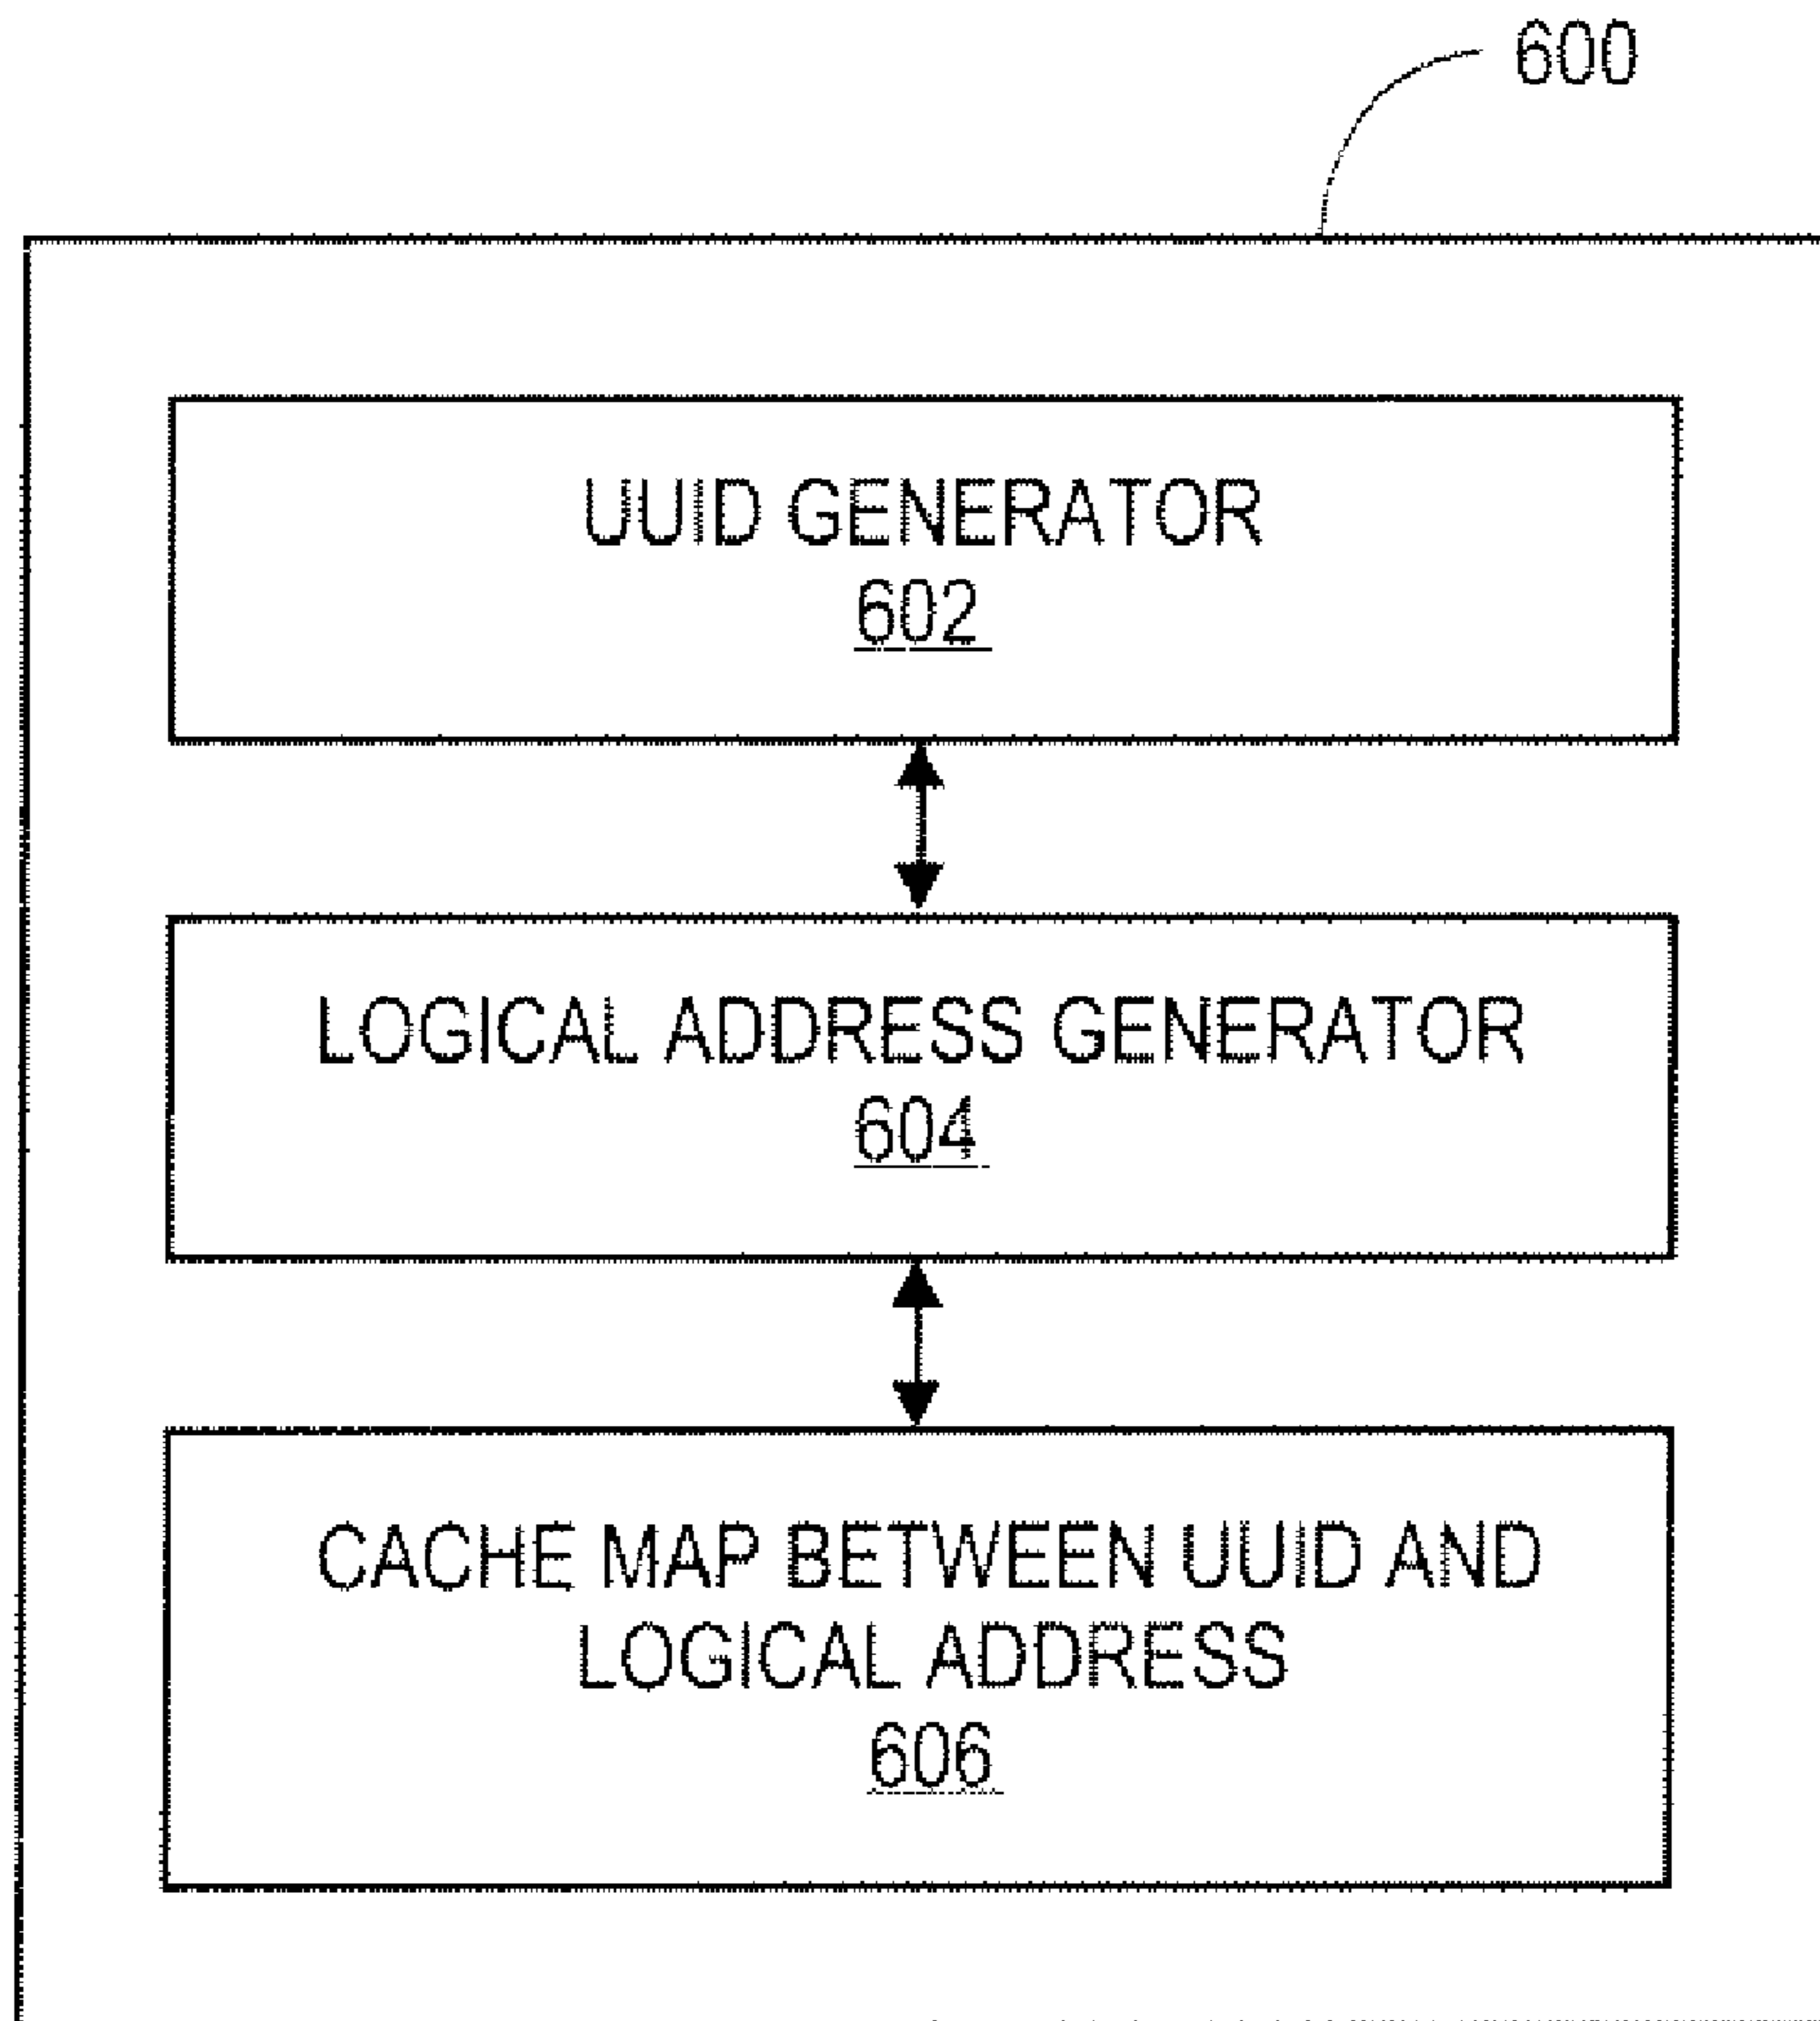 600
UUID GENERATOR
602
LOGICAL ADDRESS GENERATOR
604
CACHE MAP BETWEEN UUID AND
LOGICAL ADDRESS
606